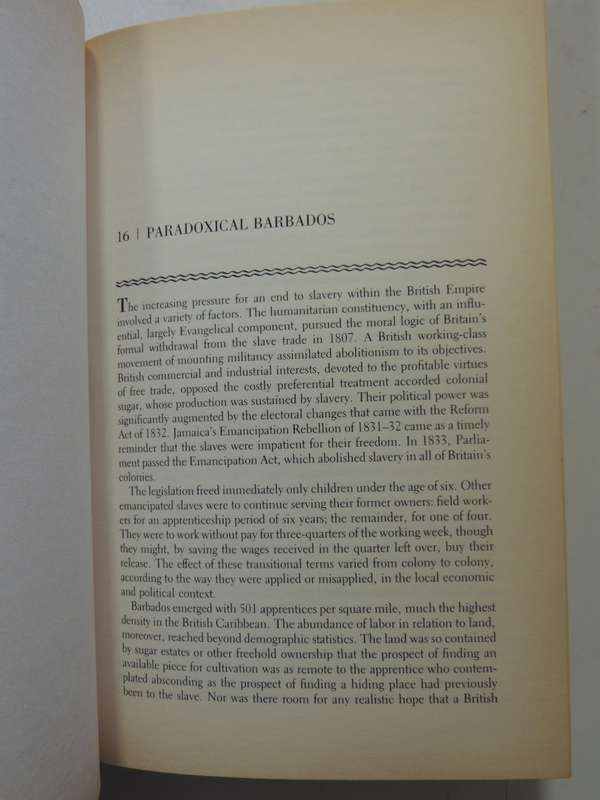 16 | PARADOXICAL BARBADOS
The increasing pressure for an end to slavery within the British Empire
involved a variety of factors. The humanitarian constituency, with an influ-
ential, largely Evangelical component, pursued the moral logic of Britain's
formal withdrawal from the slave trade in 1807. A British working-class
movement of mounting militancy assimilated abolitionism to its objectives.
British commercial and industrial interests, devoted to the profitable virtues
of free trade, opposed the costly preferential treatment accorded colonial
sugar, whose production was sustained by slavery. Their political power was
significantly augmented by the electoral changes that came with the Reform
Act of 1832. Jamaica's Emancipation Rebellion of 1831–32 came as a timely
reminder that the slaves were impatient for their freedom. In 1833, Parlia-
ment passed the Emancipation Act, which abolished slavery in all of Britain's
colonies.
The legislation freed immediately only children under the age of six. Other
emancipated slaves were to continue serving their former owners: field work-
ers for an apprenticeship period of six years; the remainder, for one of four.
They were to work without pay for three-quarters of the working week, though
they might, by saving the wages received in the quarter left over, buy their
release. The effect of these transitional terms varied from colony to colony,
according to the way they were applied or misapplied, in the local economic
and political context.
Barbados emerged with 501 apprentices per square mile, much the highest
density in the British Caribbean. The abundance of labor in relation to land,
moreover, reached beyond demographic statistics. The land was so contained
by sugar estates or other freehold ownership that the prospect of finding an
available piece for cultivation was as remote to the apprentice who contem-
plated absconding as the prospect of finding a hiding place had previously
been to the slave. Nor was there room for any realistic hope that a British